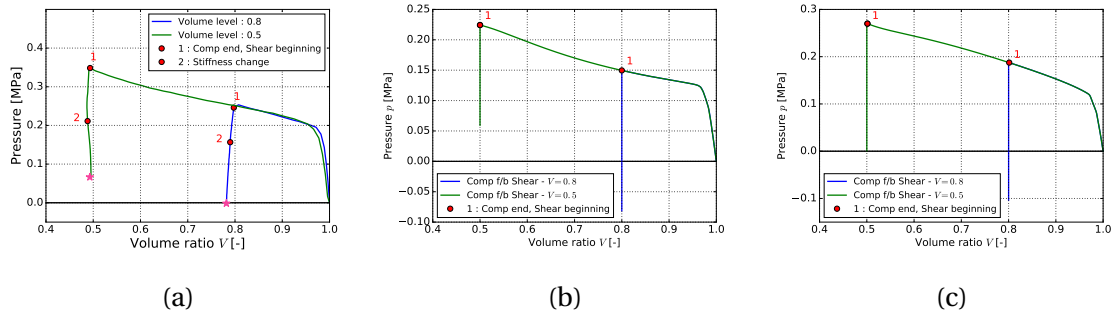 Pressure [MPa]
0.5
0.4
0.3
0.2
0.1
0.0
Volume level : 0.8
Volume level : 0.5
1 : Comp end, Shear beginning
2 : Stiffness change
1
2
1
2
0.4 0.5 0.6 0.7 0.8 0.9 1.0
Volume ratio V [-]
(a)
Pressure p [MPa]
0.25
0.20
0.15
0.10
0.05
0.00
−0.05
−0.10
1
1
Comp f/b Shear - V=0.8
Comp f/b Shear - V=0.5
1 : Comp end, Shear beginning
0.4 0.5 0.6 0.7 0.8 0.9 1.0
Volume ratio V [-]
(b)
Pressure p [MPa]
0.3
0.2
0.1
0.0
−0.1
1
1
Comp f/b Shear - V=0.8
Comp f/b Shear - V=0.5
1 : Comp end, Shear beginning
0.4 0.5 0.6 0.7 0.8 0.9 1.0
Volume ratio V [-]
(c)